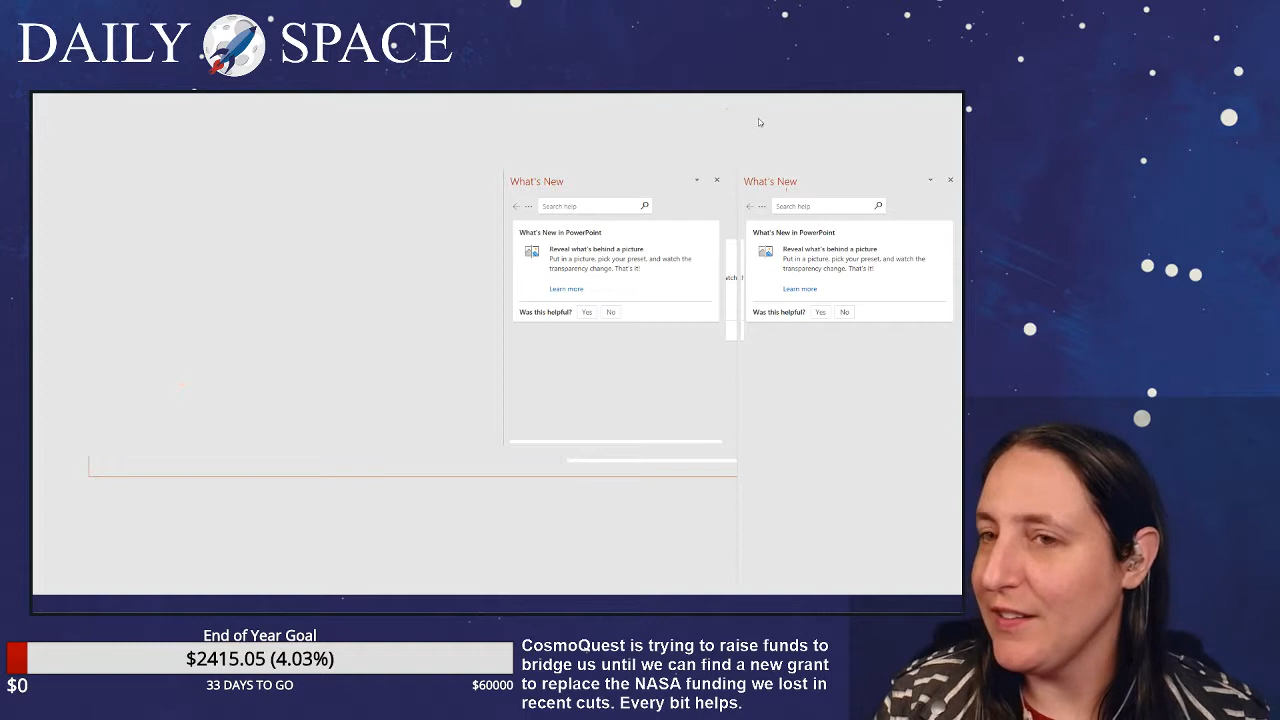 DAILY SPACE
What's New
Search help
What's New in PowerPoint
Reveal what's behind a picture
Put in a picture, pick your preset, and watch the
transparency change. That's it!
Learn more
Was this helpful? Yes No
What's New
Search help
What's New in PowerPoint
Reveal what's behind a picture
Put in a picture, pick your preset, and watch the
transparency change. That's it!
Learn more
Was this helpful? Yes No
End of Year Goal
$2415.05 (4.03%)
$0 33 DAYS TO GO $60000
CosmoQuest is trying to raise funds to
bridge us until we can find a new grant
to replace the NASA funding we lost in
recent cuts. Every bit helps.